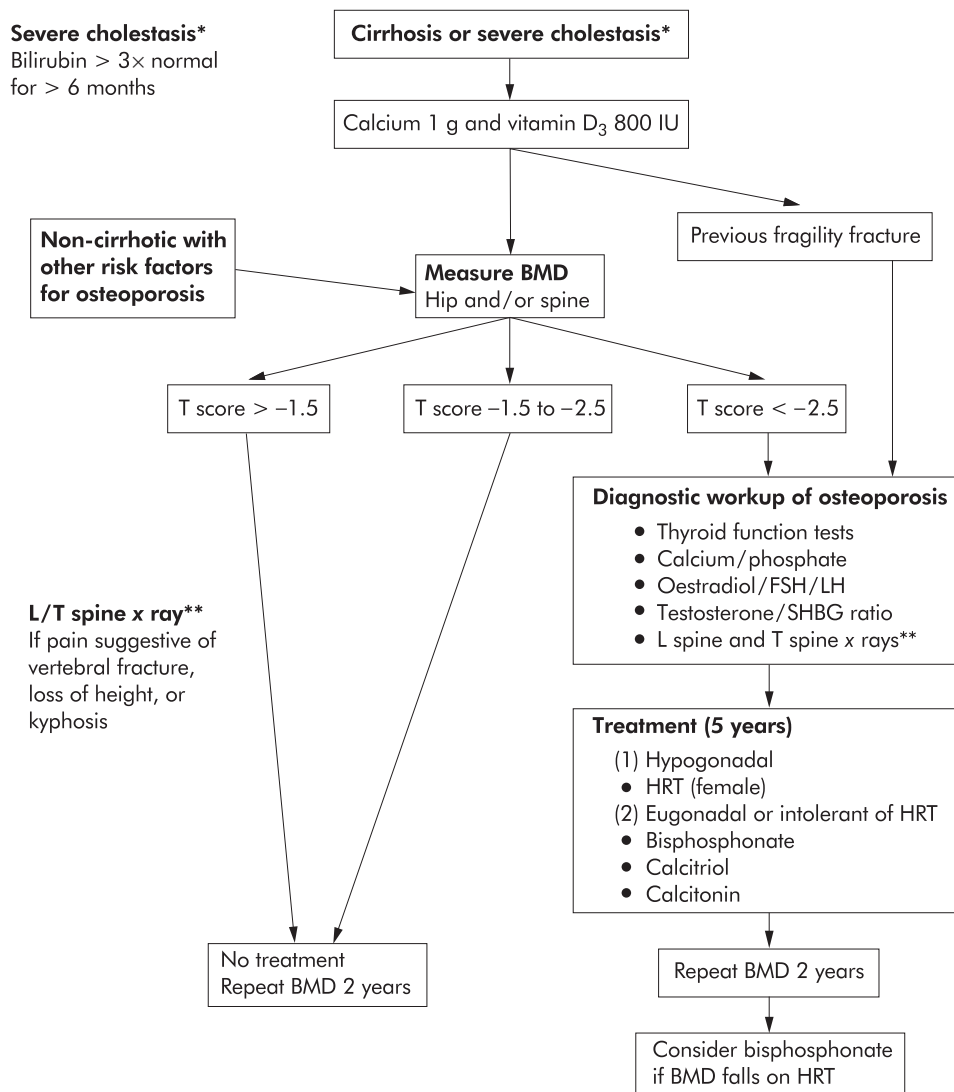 Severe cholestasis*
Bilirubin > 3× normal
for > 6 months
Cirrhosis or severe cholestasis*
Calcium 1 g and vitamin D₃ 800 IU
Previous fragility fracture
Non-cirrhotic with
other risk factors
for osteoporosis
Measure BMD
Hip and/or spine
T score > –1.5
T score –1.5 to –2.5
T score < –2.5
Diagnostic workup of osteoporosis
• Thyroid function tests
• Calcium/phosphate
• Oestradiol/FSH/LH
• Testosterone/SHBG ratio
• L spine and T spine x rays**
L/T spine x ray**
If pain suggestive of
vertebral fracture,
loss of height, or
kyphosis
Treatment (5 years)
(1) Hypogonadal
• HRT (female)
(2) Eugonadal or intolerant of HRT
• Bisphosphonate
• Calcitriol
• Calcitonin
No treatment
Repeat BMD 2 years
Repeat BMD 2 years
Consider bisphosphonate
if BMD falls on HRT